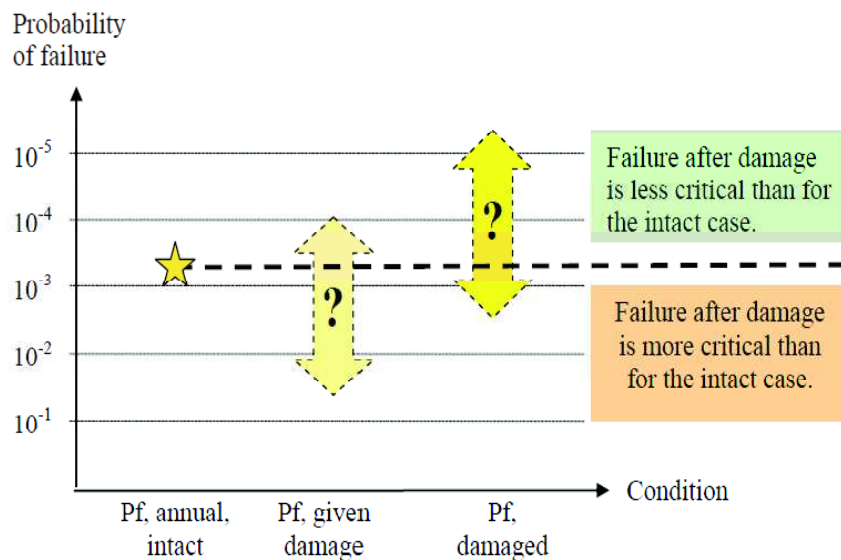 Probability
of failure
10⁻⁵
10⁻⁴
10⁻³
10⁻²
10⁻¹
?
?
Failure after damage
is less critical than for
the intact case.
Failure after damage
is more critical than
for the intact case.
Condition
Pf, annual,
intact
Pf, given
damage
Pf,
damaged